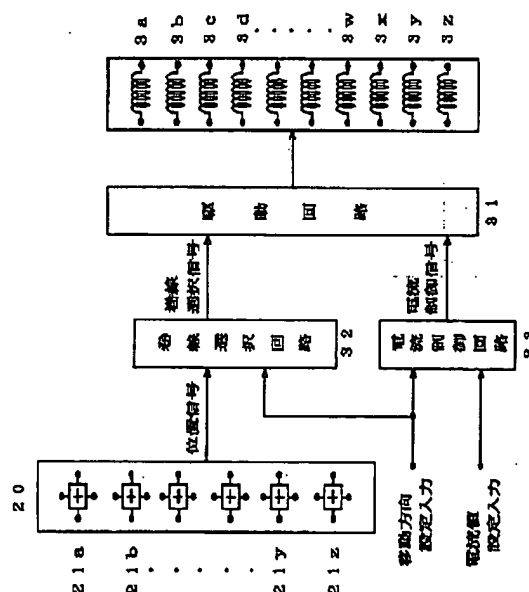 3a
3b
3c
3d
3w
3x
3y
3z
駆動回路
31
巻線
選択信号
電流
制御信号
巻線選択回路
32
電流制御回路
33
位置信号
20
21a
21b
21y
21z
移動方向
設定入力
電流値
設定入力